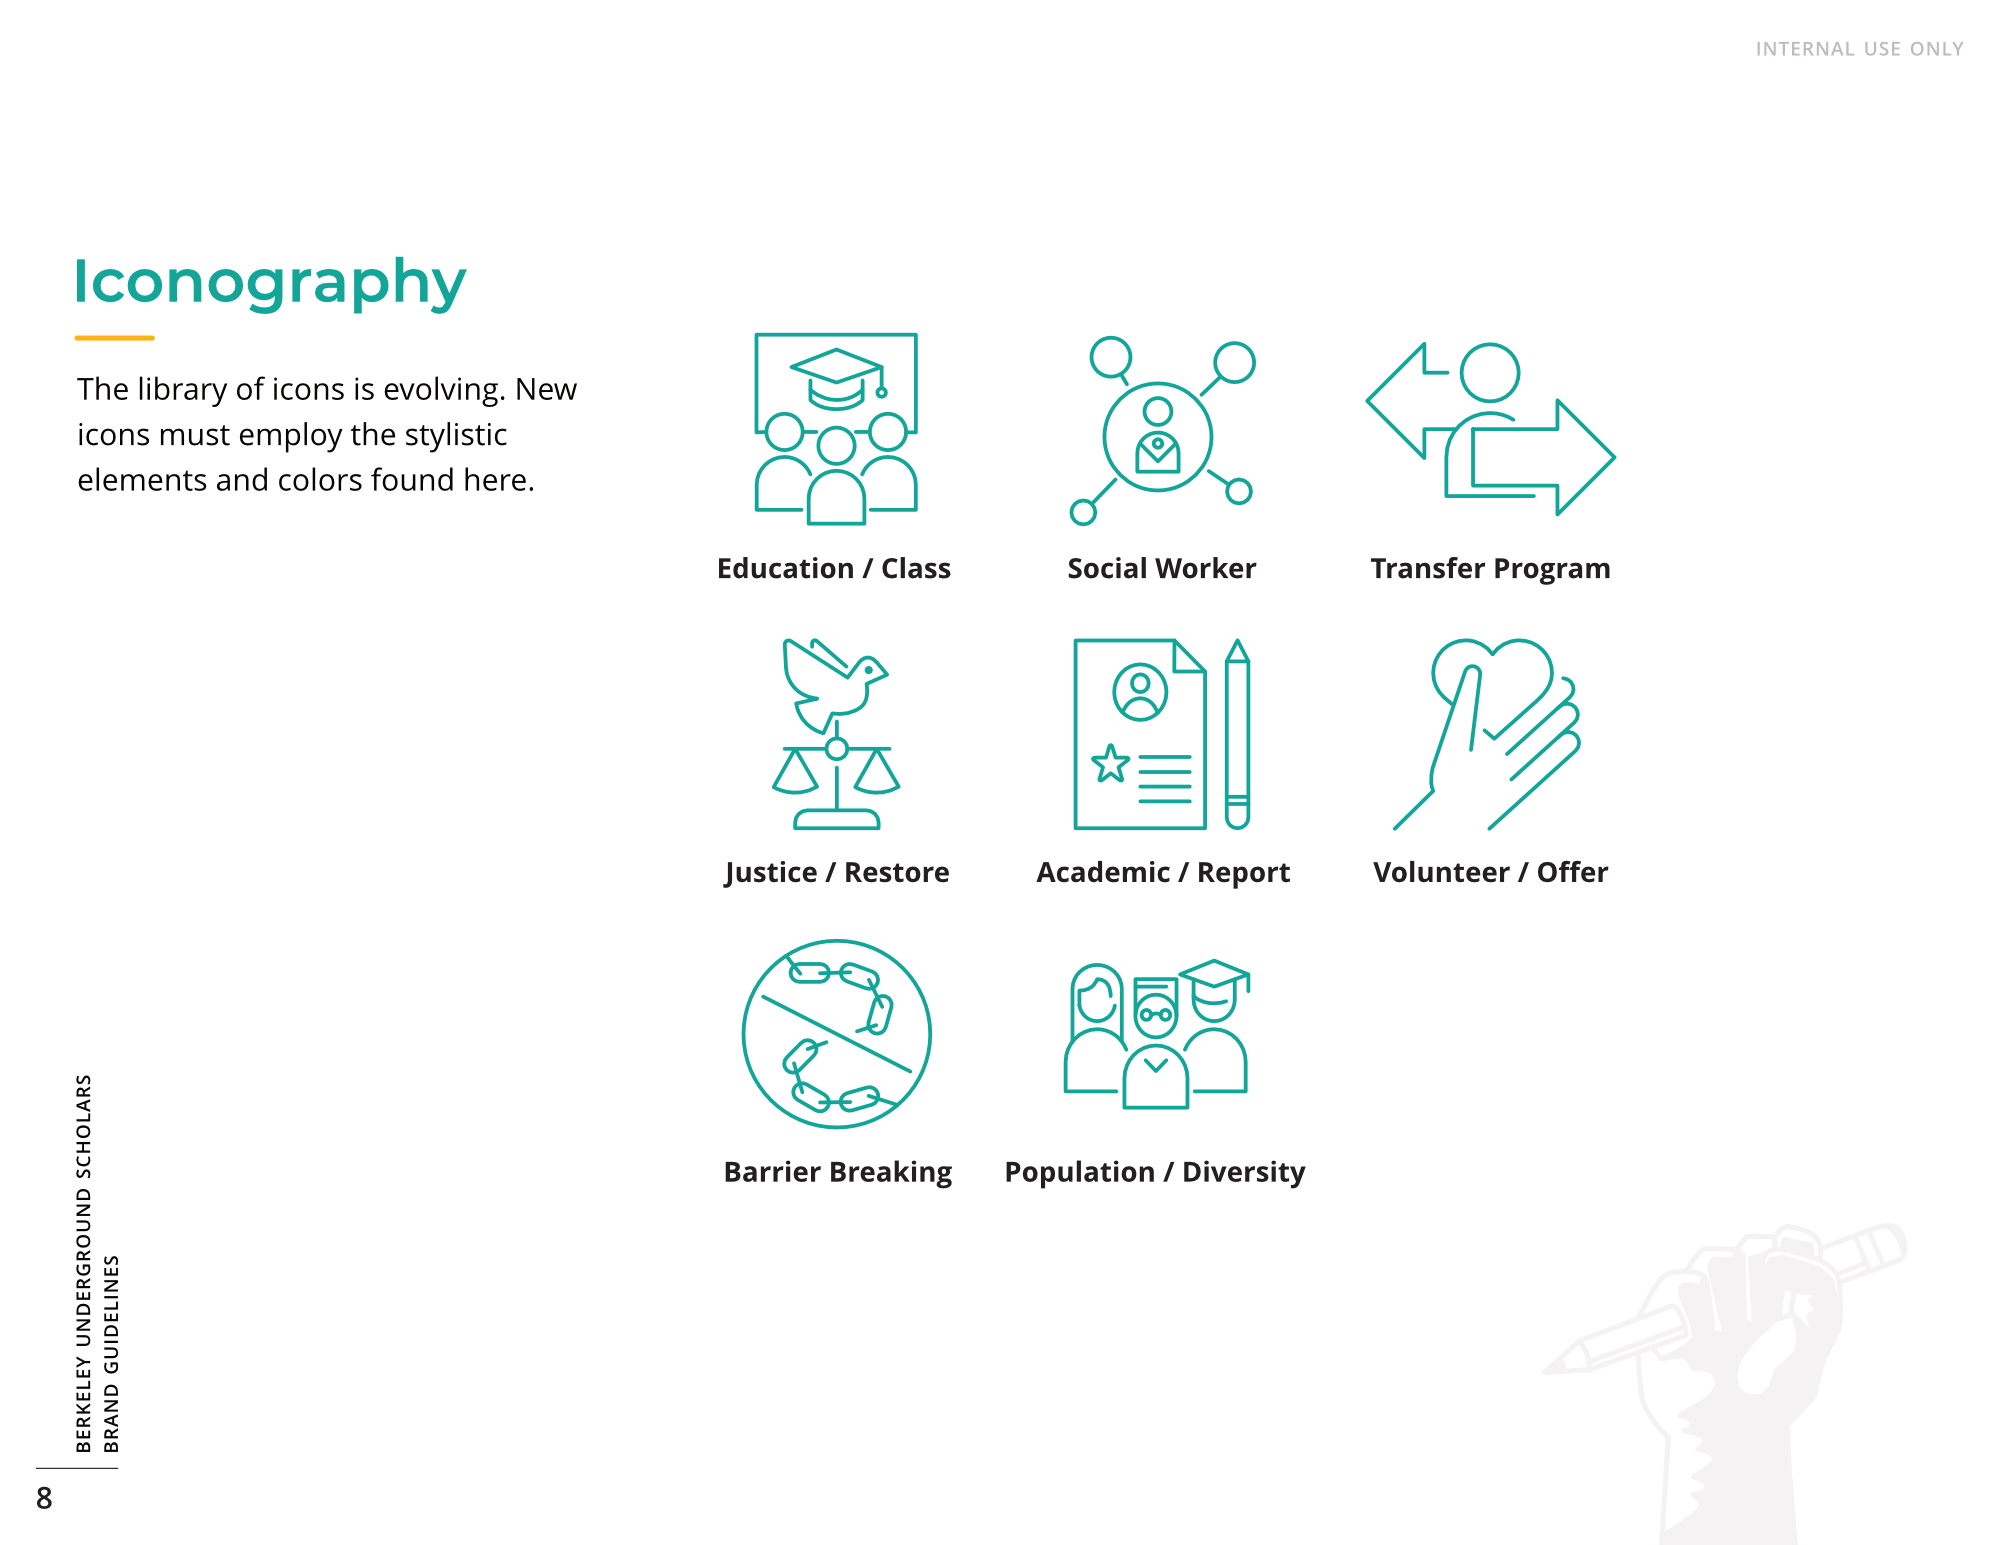 INTERNAL USE ONLY
Iconography
The library of icons is evolving. New
icons must employ the stylistic
elements and colors found here.
Education / Class
Social Worker
Transfer Program
Justice / Restore
Academic / Report
Volunteer / Offer
Barrier Breaking
Population / Diversity
BERKELEY UNDERGROUND SCHOLARS
BRAND GUIDELINES
8